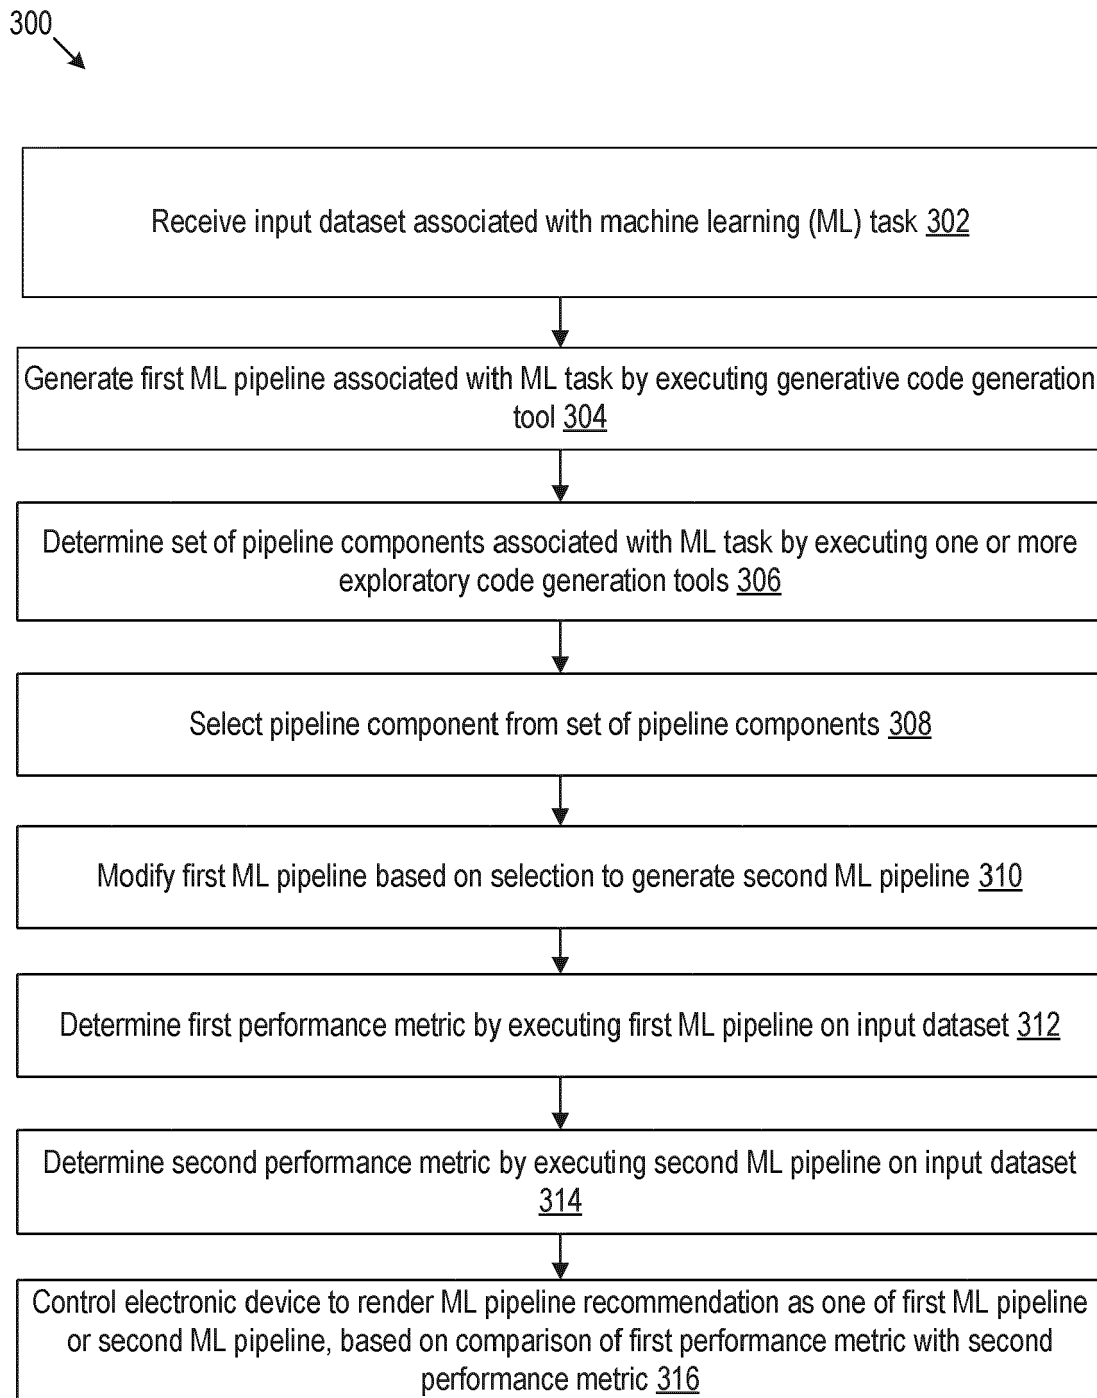 300
Receive input dataset associated with machine learning (ML) task 302
Generate first ML pipeline associated with ML task by executing generative code generation
tool 304
Determine set of pipeline components associated with ML task by executing one or more
exploratory code generation tools 306
Select pipeline component from set of pipeline components 308
Modify first ML pipeline based on selection to generate second ML pipeline 310
Determine first performance metric by executing first ML pipeline on input dataset 312
Determine second performance metric by executing second ML pipeline on input dataset
314
Control electronic device to render ML pipeline recommendation as one of first ML pipeline
or second ML pipeline, based on comparison of first performance metric with second
performance metric 316